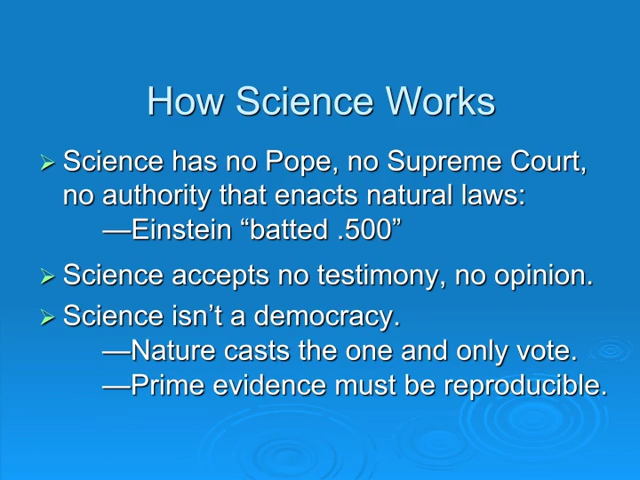 How Science Works
Science has no Pope, no Supreme Court,
no authority that enacts natural laws:
—Einstein “batted .500”
Science accepts no testimony, no opinion.
Science isn’t a democracy.
—Nature casts the one and only vote.
—Prime evidence must be reproducible.